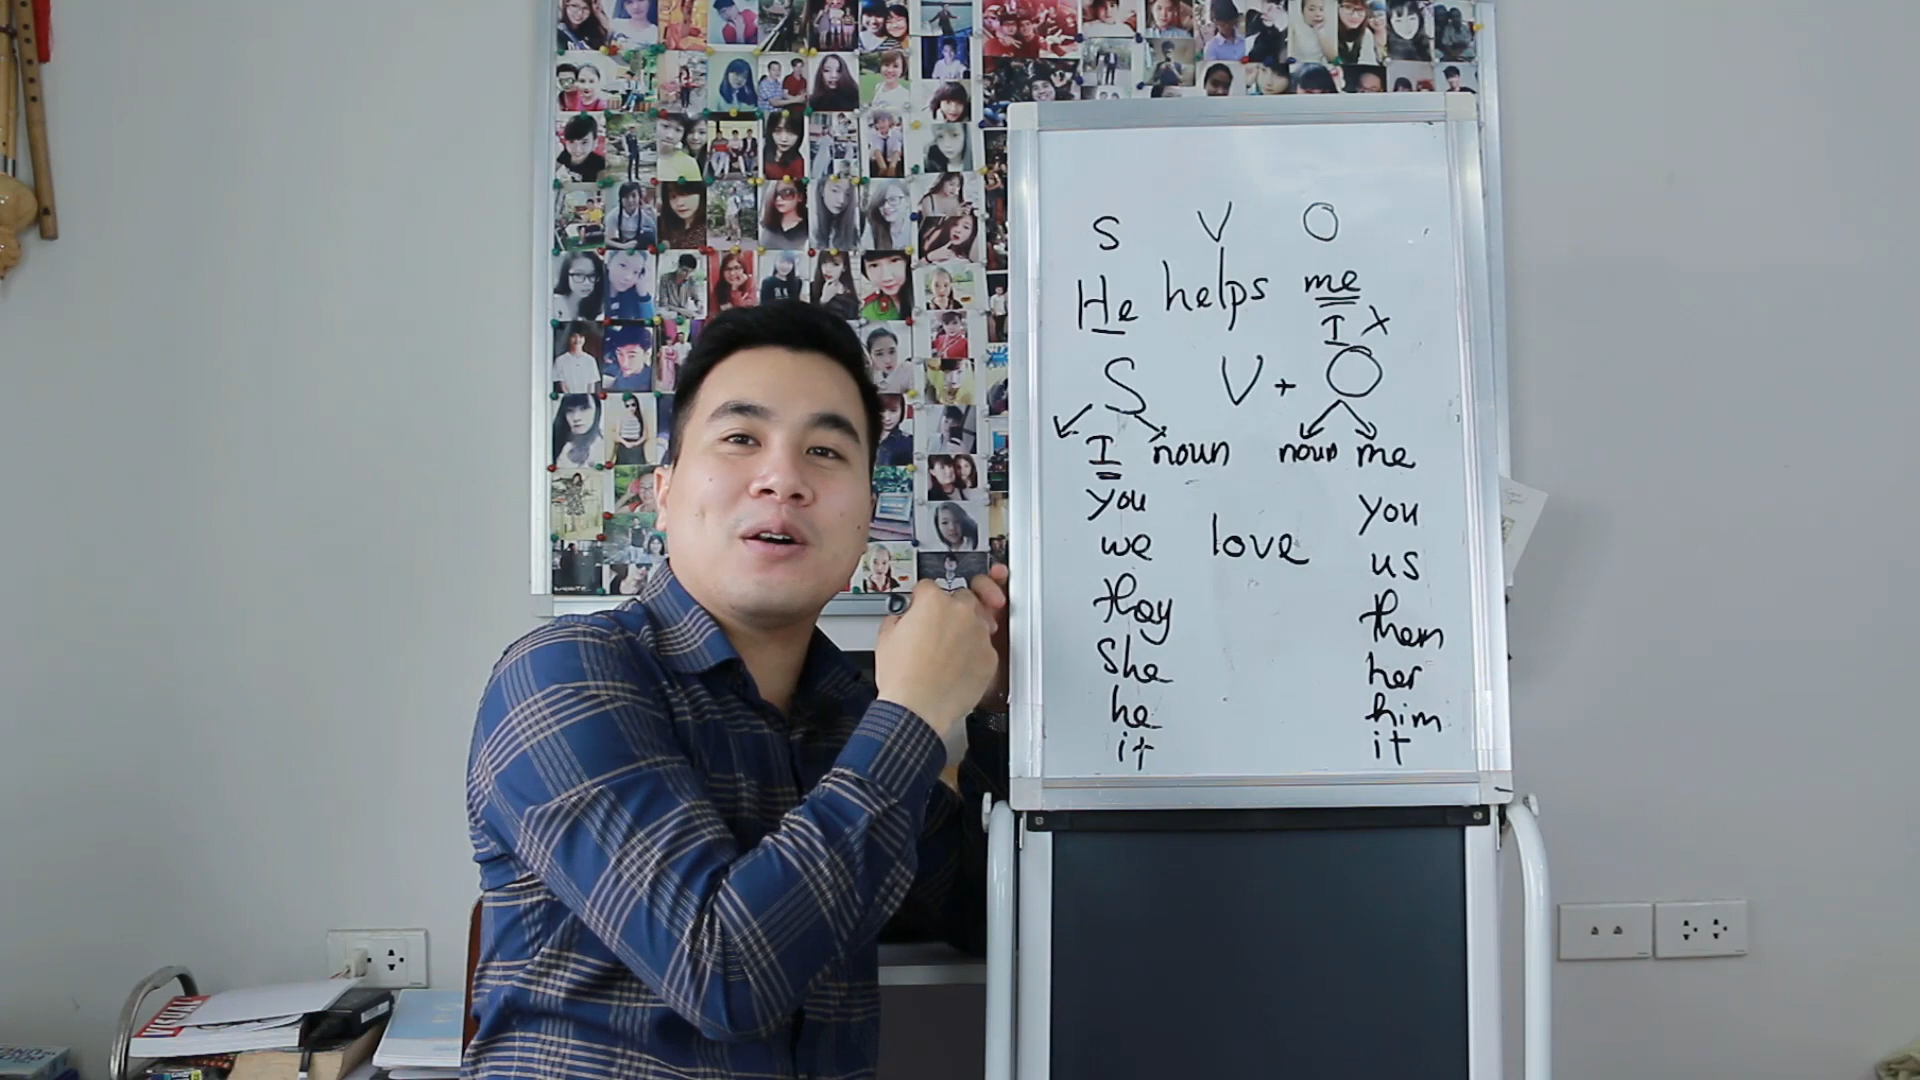 S V O
He helps me
I x
S V + O
I noun noun me
you you
we love us
they them
She her
he him
it it
VISUAL